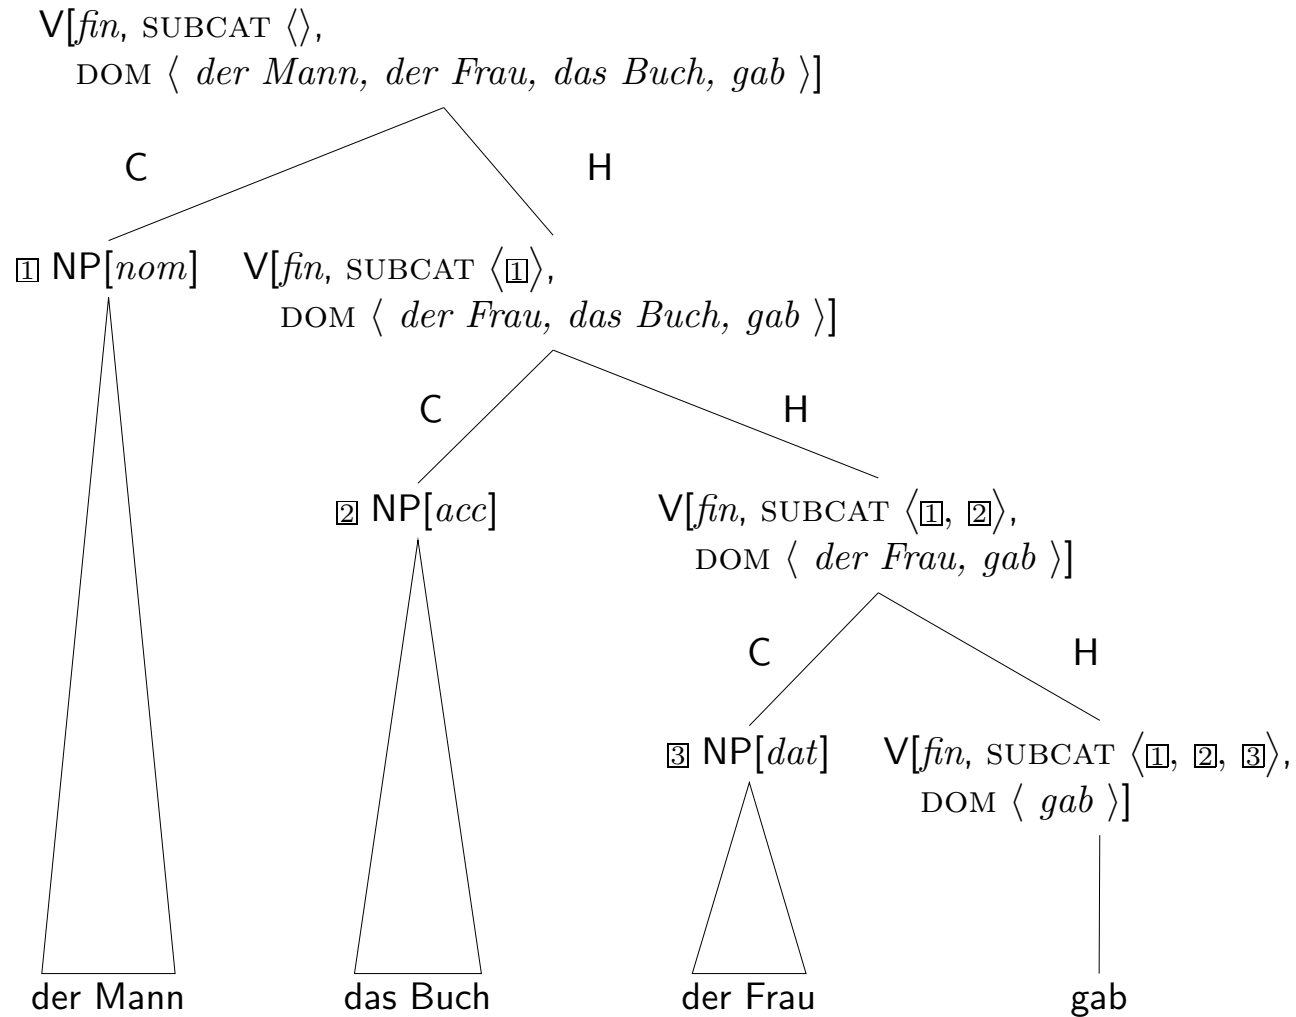 V[fin, SUBCAT ⟨⟩,
DOM ⟨ der Mann, der Frau, das Buch, gab ⟩]
C H
1 NP[nom] V[fin, SUBCAT ⟨1⟩,
DOM ⟨ der Frau, das Buch, gab ⟩]
C H
2 NP[acc] V[fin, SUBCAT ⟨1, 2⟩,
DOM ⟨ der Frau, gab ⟩]
C H
3 NP[dat] V[fin, SUBCAT ⟨1, 2, 3⟩,
DOM ⟨ gab ⟩]
der Mann das Buch der Frau gab